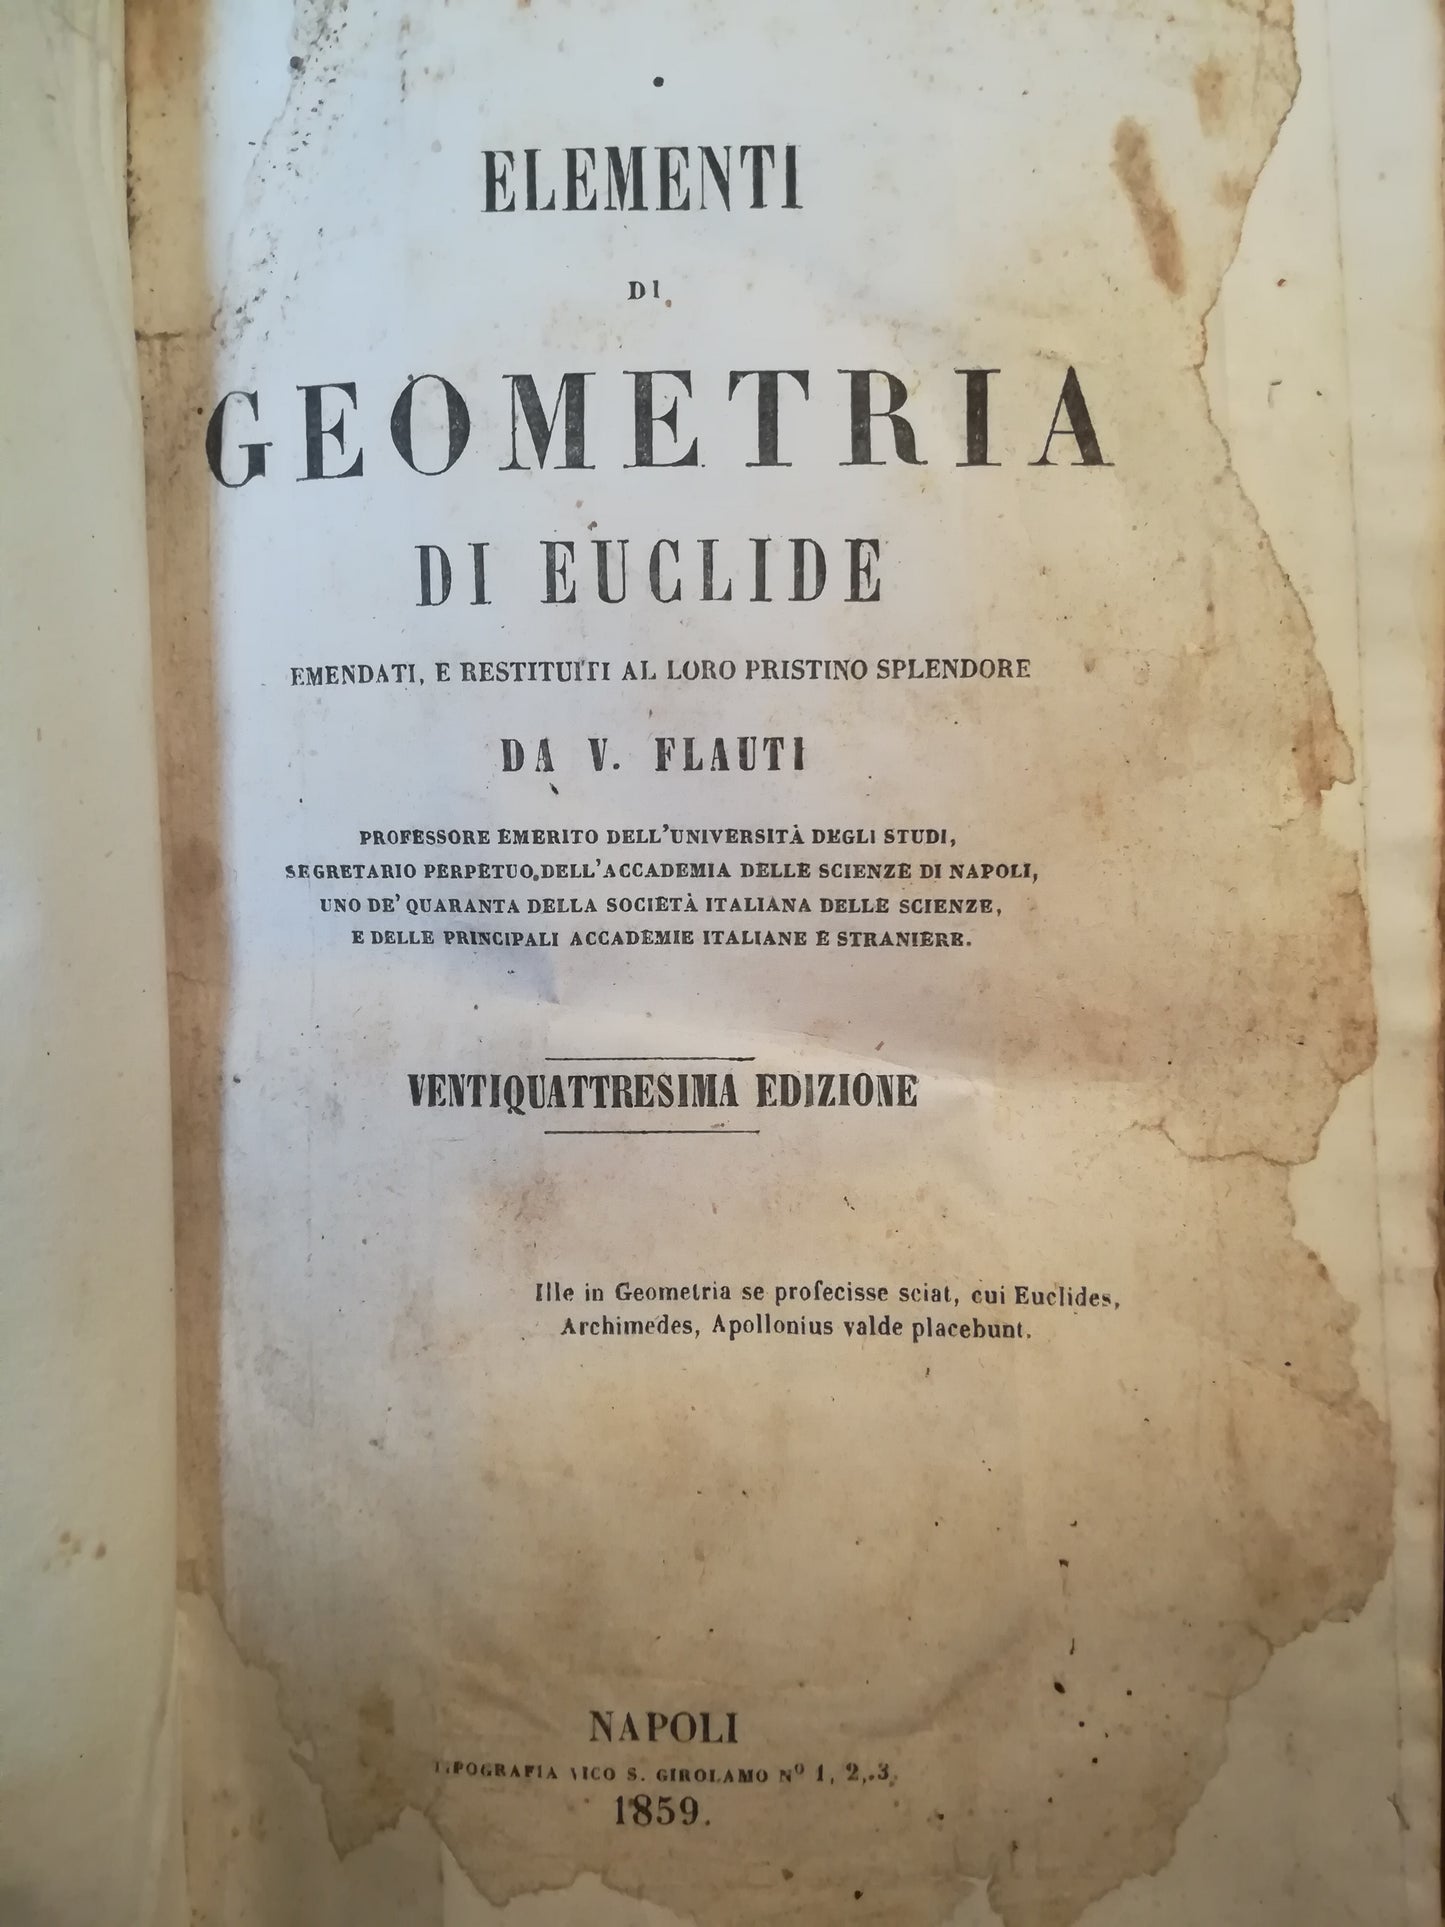 ELEMENTI
DI
GEOMETRIA
DI EUCLIDE
EMENDATI, E RESTITUITI AL LORO PRISTINO SPLENDORE
DA V. FLAUTI
PROFESSORE EMERITO DELL'UNIVERSITÀ DEGLI STUDI,
SEGRETARIO PERPETUO DELL'ACCADEMIA DELLE SCIENZE DI NAPOLI,
UNO DE' QUARANTA DELLA SOCIETÀ ITALIANA DELLE SCIENZE,
E DELLE PRINCIPALI ACCADEMIE ITALIANE E STRANIERE.
VENTIQUATTRESIMA EDIZIONE
Ille in Geometria se profecisse sciat, cui Euclides,
Archimedes, Apollonius valde placebunt.
NAPOLI
TIPOGRAFIA VICO S. GIROLAMO Nº 1, 2, 3,
1859.